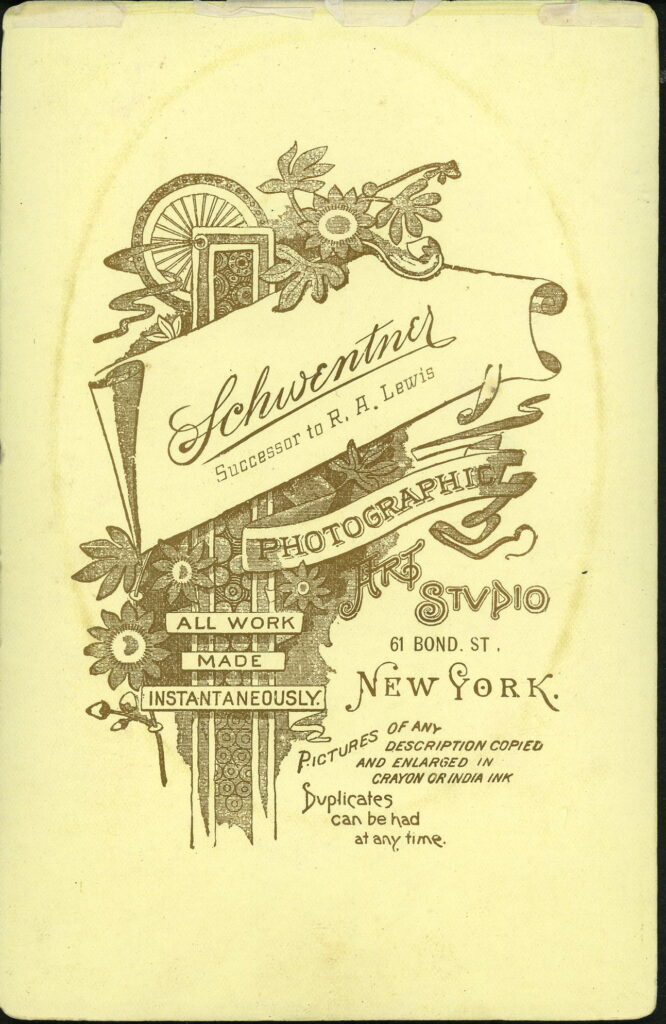 Schwentner
Successor to R. A. Lewis
PHOTOGRAPHIC
ART
STUDIO
ALL WORK
MADE
INSTANTANEOUSLY.
61 BOND. ST.
NEW YORK.
PICTURES OF ANY
DESCRIPTION COPIED
AND ENLARGED IN
CRAYON OR INDIA INK
Duplicates
can be had
at any time.